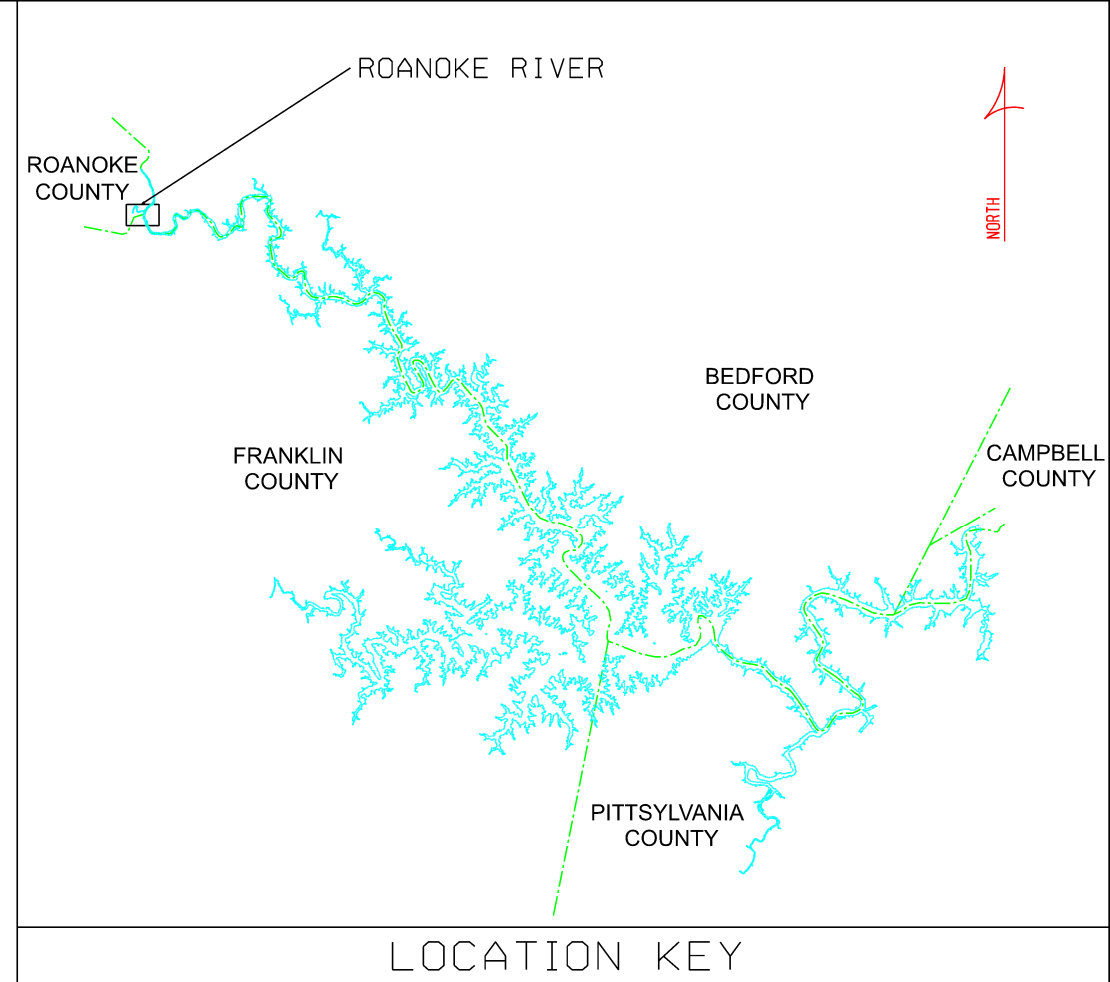 ROANOKE RIVER
ROANOKE
COUNTY
NORTH
BEDFORD
COUNTY
FRANKLIN
COUNTY
CAMPBELL
COUNTY
PITTSYLVANIA
COUNTY
LOCATION KEY